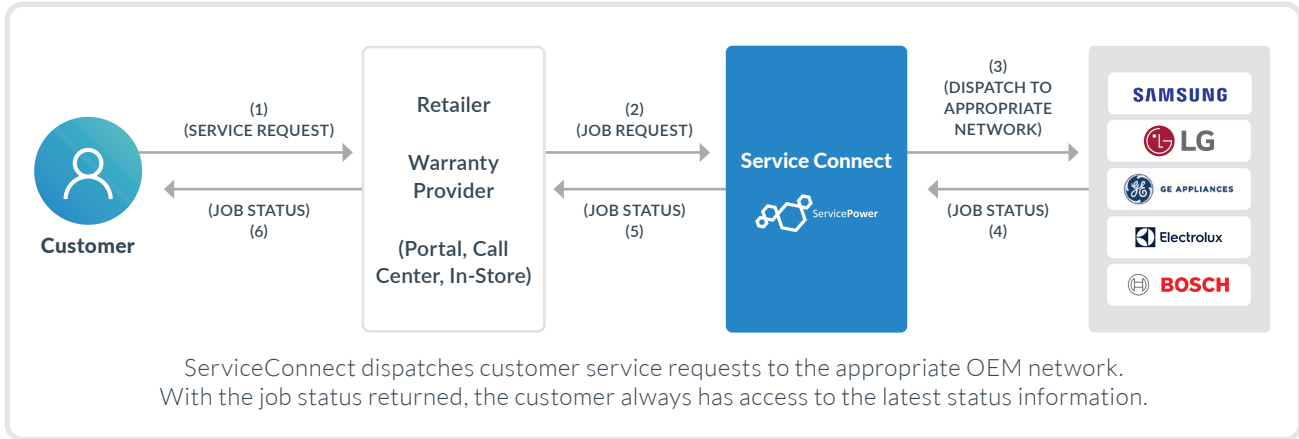 Customer
(1)
(SERVICE REQUEST)
(JOB STATUS)
(6)
Retailer
Warranty
Provider
(Portal, Call
Center, In-Store)
(2)
(JOB REQUEST)
(JOB STATUS)
(5)
Service Connect
ServicePower
(3)
(DISPATCH TO
APPROPRIATE
NETWORK)
(JOB STATUS)
(4)
SAMSUNG
LG
GE APPLIANCES
Electrolux
BOSCH
ServiceConnect dispatches customer service requests to the appropriate OEM network.
With the job status returned, the customer always has access to the latest status information.